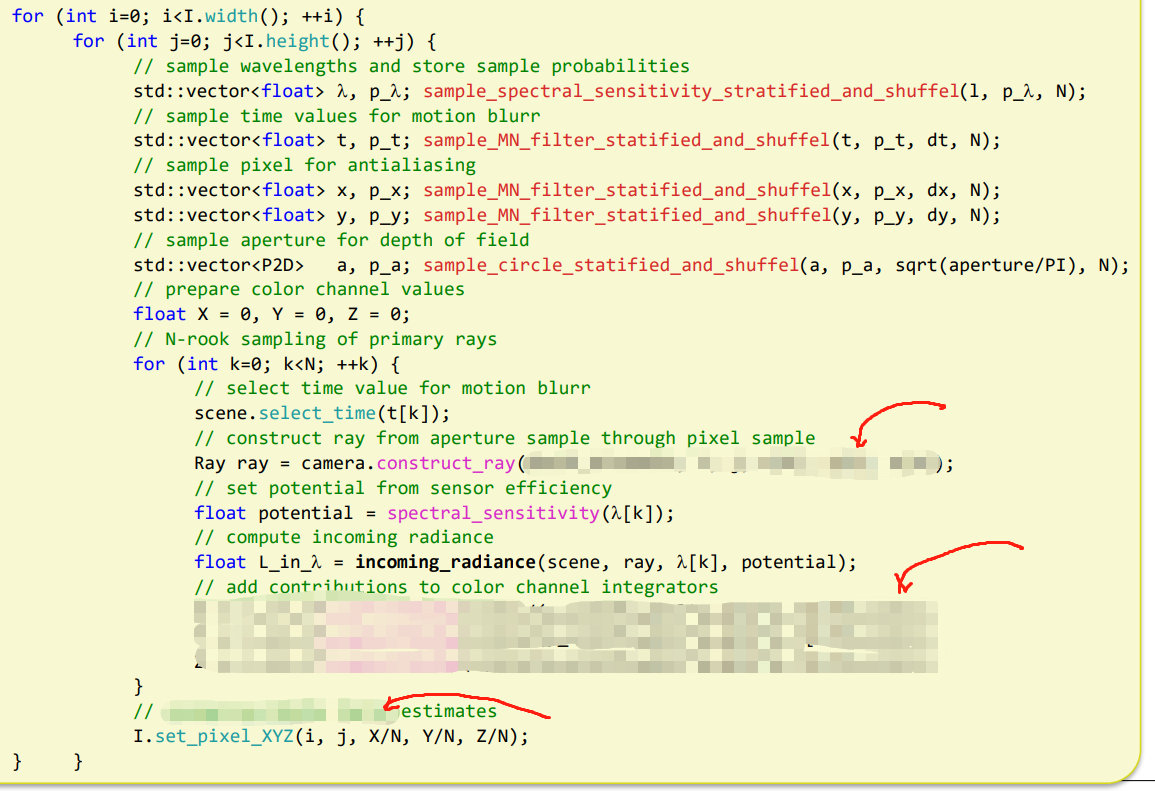 for (int i=0; i<I.width(); ++i) {
for (int j=0; j<I.height(); ++j) {
// sample wavelengths and store sample probabilities
std::vector<float> λ, p_λ; sample_spectral_sensitivity_stratified_and_shuffel(l, p_λ, N);
// sample time values for motion blurr
std::vector<float> t, p_t; sample_MN_filter_statified_and_shuffel(t, p_t, dt, N);
// sample pixel for antialiasing
std::vector<float> x, p_x; sample_MN_filter_statified_and_shuffel(x, p_x, dx, N);
std::vector<float> y, p_y; sample_MN_filter_statified_and_shuffel(y, p_y, dy, N);
// sample aperture for depth of field
std::vector<P2D> a, p_a; sample_circle_statified_and_shuffel(a, p_a, sqrt(aperture/PI), N);
// prepare color channel values
float X = 0, Y = 0, Z = 0;
// N-rook sampling of primary rays
for (int k=0; k<N; ++k) {
// select time value for motion blurr
scene.select_time(t[k]);
// construct ray from aperture sample through pixel sample
Ray ray = camera.construct_ray( );
// set potential from sensor efficiency
float potential = spectral_sensitivity(λ[k]);
// compute incoming radiance
float L_in_λ = incoming_radiance(scene, ray, λ[k], potential);
// add contributions to color channel integrators
}
// estimates
I.set_pixel_XYZ(i, j, X/N, Y/N, Z/N);
} }